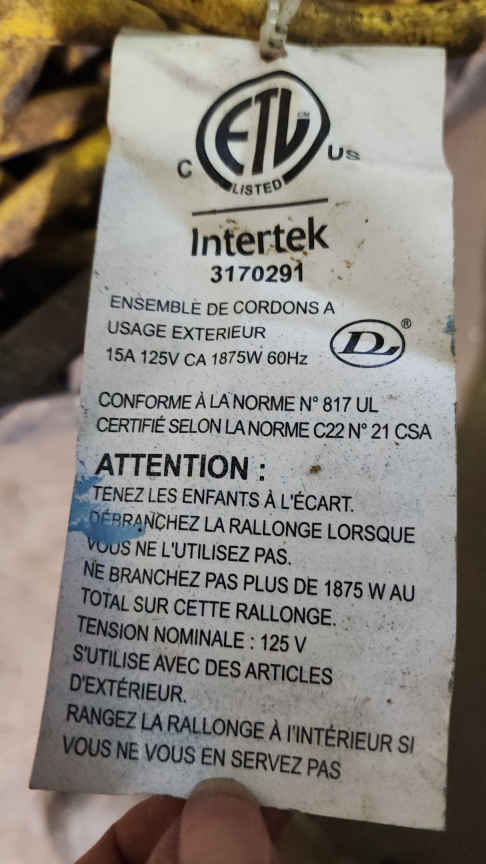 ETL CM
C US
LISTED
Intertek
3170291
ENSEMBLE DE CORDONS A
USAGE EXTERIEUR
15A 125V CA 1875W 60Hz
DL ®
CONFORME À LA NORME N° 817 UL
CERTIFIÉ SELON LA NORME C22 N° 21 CSA
ATTENTION :
TENEZ LES ENFANTS À L'ÉCART.
DÉBRANCHEZ LA RALLONGE LORSQUE
VOUS NE L'UTILISEZ PAS.
NE BRANCHEZ PAS PLUS DE 1875 W AU
TOTAL SUR CETTE RALLONGE.
TENSION NOMINALE : 125 V
S'UTILISE AVEC DES ARTICLES
D'EXTÉRIEUR.
RANGEZ LA RALLONGE À l'INTÉRIEUR SI
VOUS NE VOUS EN SERVEZ PAS